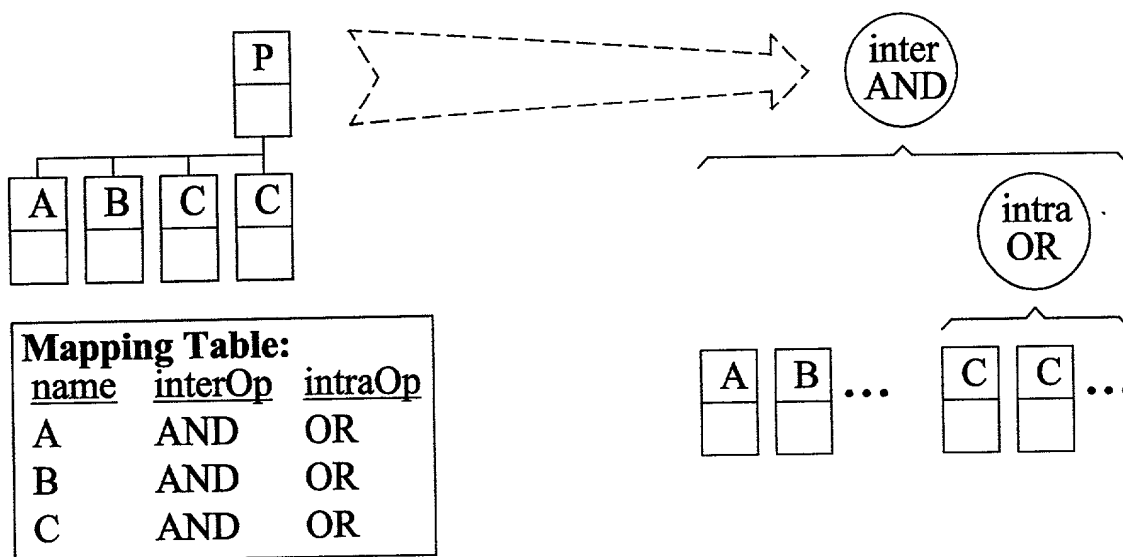 P
inter
AND
A B C C
intra
OR
A B ... C C ...
Mapping Table:
name interOp intraOp
A AND OR
B AND OR
C AND OR